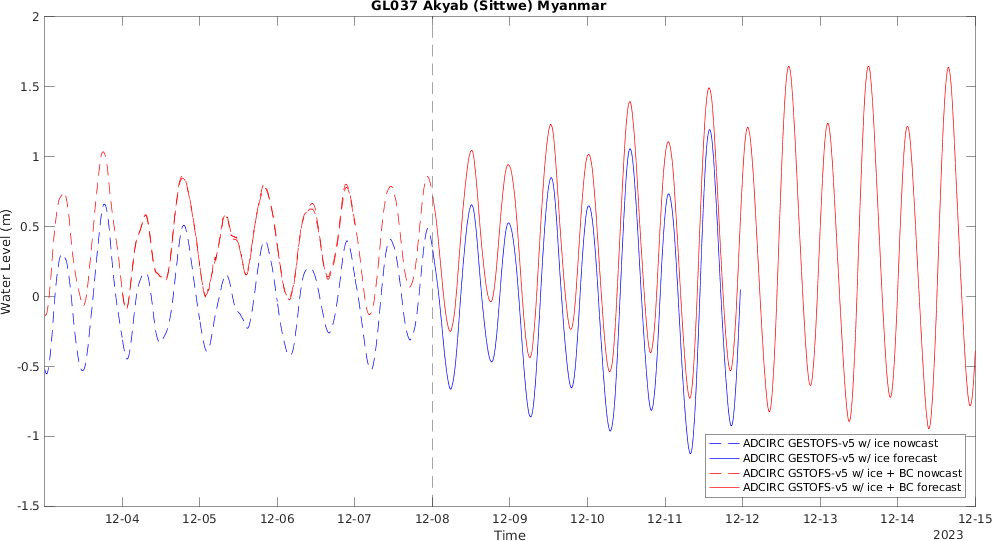 GL037 Akyab (Sittwe) Myanmar
2
1.5
1
0.5
0
-0.5
-1
-1.5
Water Level (m)
ADCIRC GESTOFS-v5 w/ ice nowcast
ADCIRC GESTOFS-v5 w/ ice forecast
ADCIRC GSTOFS-v5 w/ ice + BC nowcast
ADCIRC GSTOFS-v5 w/ ice + BC forecast
12-04 12-05 12-06 12-07 12-08 12-09 12-10 12-11 12-12 12-13 12-14 12-15
Time
2023